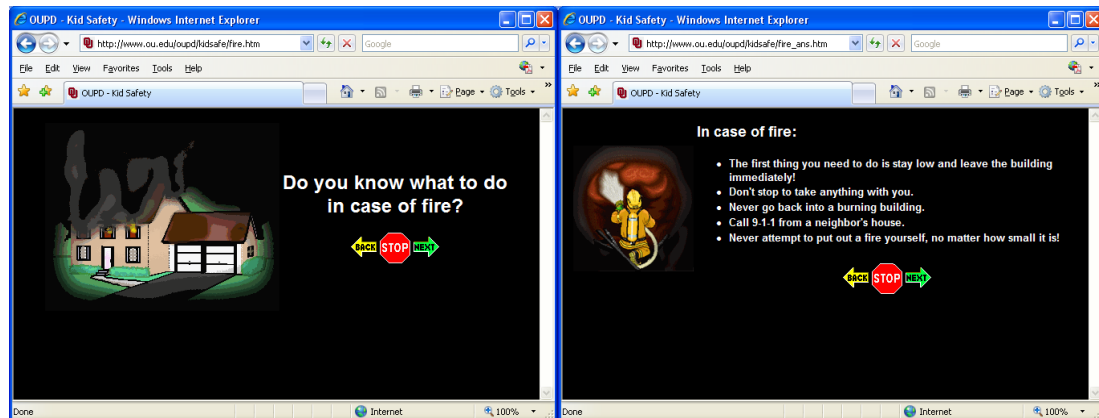 OUPD - Kid Safety - Windows Internet Explorer
http://www.ou.edu/oupd/kidsafe/fire.htm
Google
File Edit View Favorites Tools Help
OUPD - Kid Safety
Page Tools »
Do you know what to do
in case of fire?
BACK STOP NEXT
Done
Internet
100%
OUPD - Kid Safety - Windows Internet Explorer
http://www.ou.edu/oupd/kidsafe/fire_ans.htm
Google
File Edit View Favorites Tools Help
OUPD - Kid Safety
Page Tools »
In case of fire:
• The first thing you need to do is stay low and leave the building
immediately!
• Don't stop to take anything with you.
• Never go back into a burning building.
• Call 9-1-1 from a neighbor's house.
• Never attempt to put out a fire yourself, no matter how small it is!
BACK STOP NEXT
Done
Internet
100%